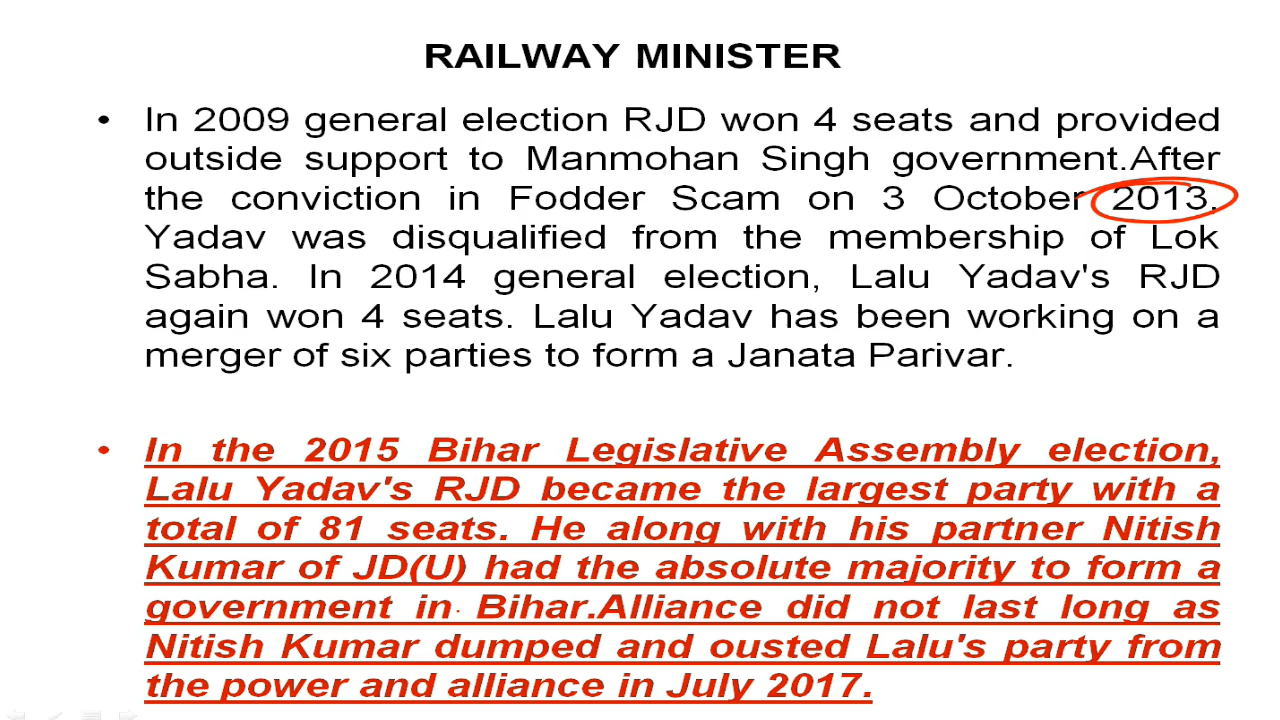 RAILWAY MINISTER
• In 2009 general election RJD won 4 seats and provided
outside support to Manmohan Singh government.After
the conviction in Fodder Scam on 3 October 2013.
Yadav was disqualified from the membership of Lok
Sabha. In 2014 general election, Lalu Yadav's RJD
again won 4 seats. Lalu Yadav has been working on a
merger of six parties to form a Janata Parivar.
• In the 2015 Bihar Legislative Assembly election,
Lalu Yadav's RJD became the largest party with a
total of 81 seats. He along with his partner Nitish
Kumar of JD(U) had the absolute majority to form a
government in Bihar.Alliance did not last long as
Nitish Kumar dumped and ousted Lalu's party from
the power and alliance in July 2017.